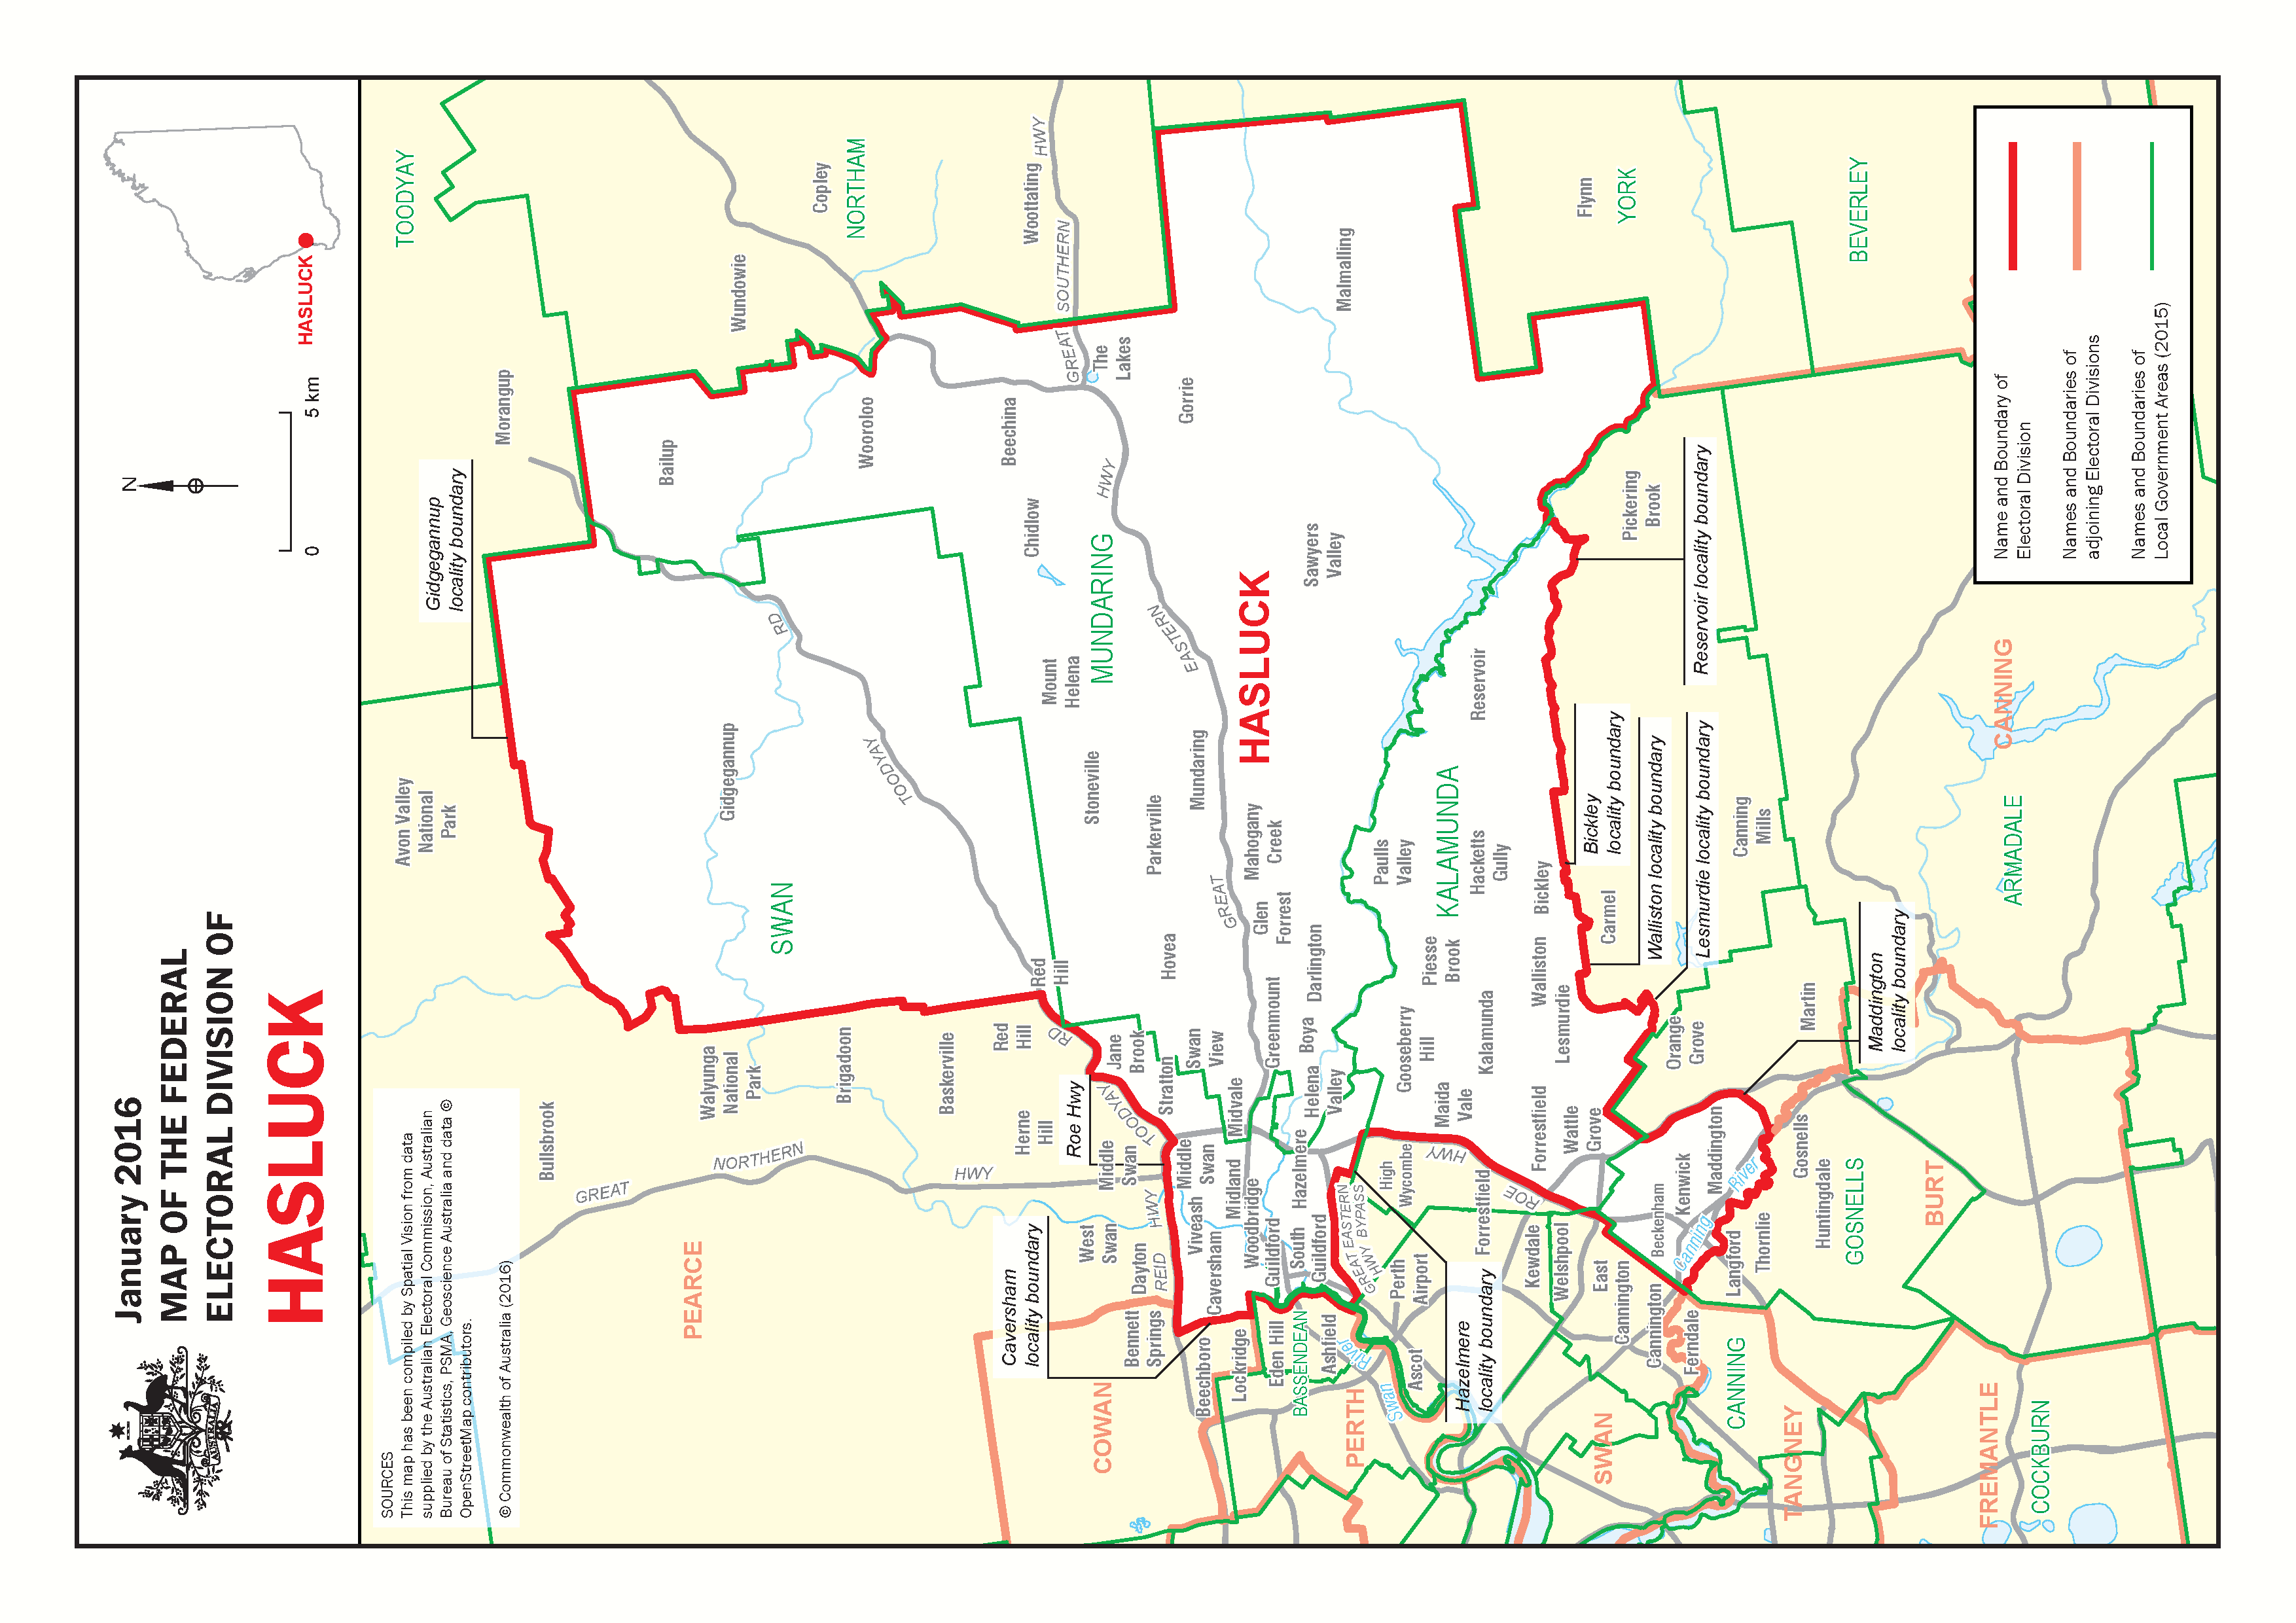 January 2016
MAP OF THE FEDERAL
ELECTORAL DIVISION OF
HASLUCK
N
0
5 km
HASLUCK
SOURCES
This map has been compiled by Spatial Vision from data
supplied by the Australian Electoral Commission, Australian
Bureau of Statistics, PSMA, Geoscience Australia and data ©
OpenStreetMap contributors.
© Commonwealth of Australia (2016)
Avon Valley
National
Park
Gidgegannup
locality boundary
Morangup
TOODYAY
Bullsbrook
GREAT
NORTHERN
HWY
PEARCE
Walyunga
National
Park
Brigadoon
Baskerville
Gidgegannup
SWAN
Bailup
Wundowie
Copley
NORTHAM
Wooroloo
RD
TOODYAY
Red
Hill
Red
Hill
RD
Herne
Hill
Beechina
Chidlow
Woottating
HWY
SOUTHERN
GREAT
The
Lakes
Mount
Helena
MUNDARING
Stoneville
Parkerville
Hovea
Mundaring
Gorrie
HWY
EASTERN
GREAT
Mahogany
Creek
Glen
Forrest
HASLUCK
Sawyers
Valley
Malmalling
Roe Hwy
Jane
Brook
TOODYAY
Stratton
Swan
View
Middle
Swan
Middle
Swan
West
Swan
Dayton
HWY
REID
Caversham
locality boundary
Bennett
Springs
COWAN
Viveash
Midland
Midvale
Greenmount
Boya
Darlington
Caversham
Woodbridge
Guildford
South
Guildford
Hazelmere
Helena
Valley
Beechboro
Lockridge
Eden Hill
BASSENDEAN
Ashfield
River
Swan
PERTH
GREAT EASTERN
HWY BYPASS
Perth
Airport
Ascot
Hazelmere
locality boundary
High
Wycombe
HWY
ROE
Maida
Vale
Gooseberry
Hill
Kalamunda
Piesse
Brook
Paulls
Valley
KALAMUNDA
Hacketts
Gully
Reservoir
Bickley
Walliston
Lesmurdie
Carmel
Bickley
locality boundary
Walliston locality boundary
Lesmurdie locality boundary
Reservoir locality boundary
Pickering
Brook
Flynn
YORK
BEVERLEY
Forrestfield
Forrestfield
Wattle
Grove
Kewdale
Welshpool
East
Cannington
Cannington
Beckenham
Kenwick
Maddington
Orange
Grove
Canning
Mills
Martin
Maddington
locality boundary
Canning
River
Langford
Thornlie
Ferndale
Gosnells
Huntingdale
GOSNELLS
BURT
SWAN
CANNING
TANGNEY
FREMANTLE
COCKBURN
ARMADALE
CANNING
Name and Boundary of
Electoral Division
Names and Boundaries of
adjoining Electoral Divisions
Names and Boundaries of
Local Government Areas (2015)